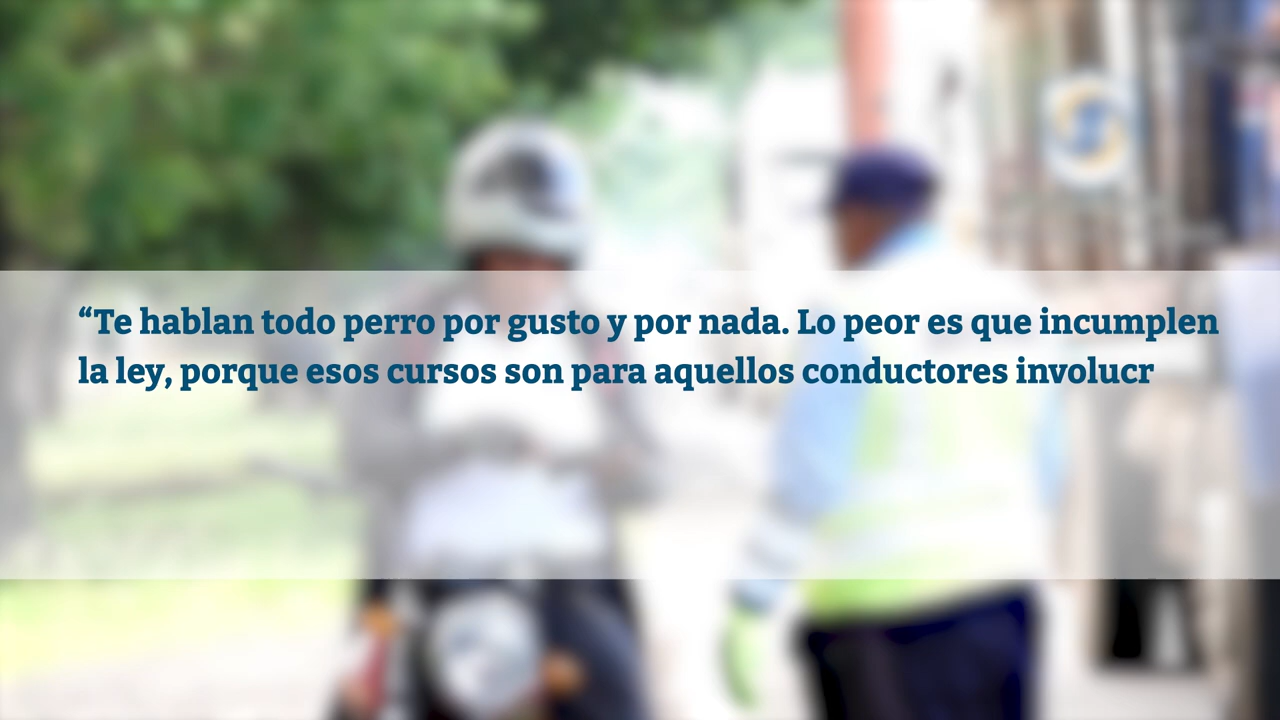 “Te hablan todo perro por gusto y por nada. Lo peor es que incumplen
la ley, porque esos cursos son para aquellos conductores involucr